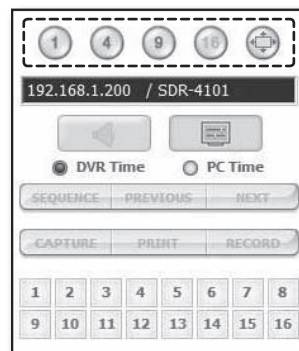 1 4 9 16
192.168.1.200 / SDR-4101
DVR Time PC Time
SEQUENCE PREVIOUS NEXT
CAPTURE PRINT RECORD
1 2 3 4 5 6 7 8
9 10 11 12 13 14 15 16